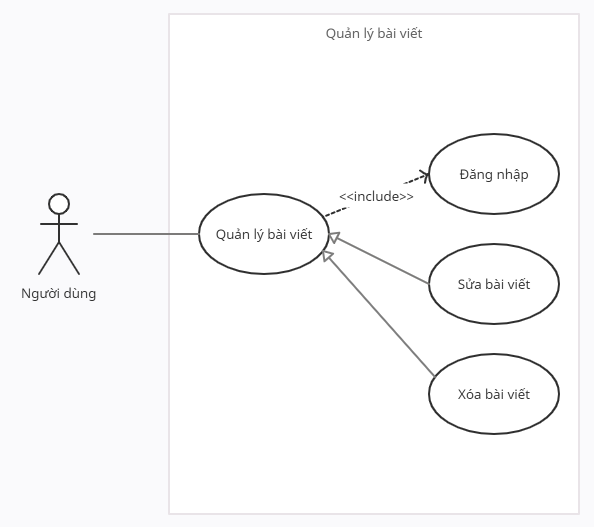 Quản lý bài viết
Đăng nhập
<<include>>
Quản lý bài viết
Sửa bài viết
Người dùng
Xóa bài viết